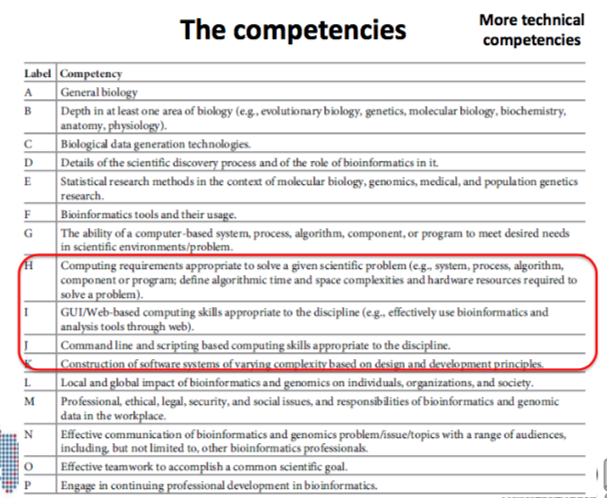 The competencies
More technical
competencies
Label Competency
A General biology
B Depth in at least one area of biology (e.g., evolutionary biology, genetics, molecular biology, biochemistry,
anatomy, physiology).
C Biological data generation technologies.
D Details of the scientific discovery process and of the role of bioinformatics in it.
E Statistical research methods in the context of molecular biology, genomics, medical, and population genetics
research.
F Bioinformatics tools and their usage.
G The ability of a computer-based system, process, algorithm, component, or program to meet desired needs
in scientific environments/problem.
H Computing requirements appropriate to solve a given scientific problem (e.g., system, process, algorithm,
component or program; define algorithmic time and space complexities and hardware resources required to
solve a problem).
I GUI/Web-based computing skills appropriate to the discipline (e.g., effectively use bioinformatics and
analysis tools through web).
J Command line and scripting based computing skills appropriate to the discipline.
K Construction of software systems of varying complexity based on design and development principles.
L Local and global impact of bioinformatics and genomics on individuals, organizations, and society.
M Professional, ethical, legal, security, and social issues, and responsibilities of bioinformatics and genomic
data in the workplace.
N Effective communication of bioinformatics and genomics problem/issue/topics with a range of audiences,
including, but not limited to, other bioinformatics professionals.
O Effective teamwork to accomplish a common scientific goal.
P Engage in continuing professional development in bioinformatics.